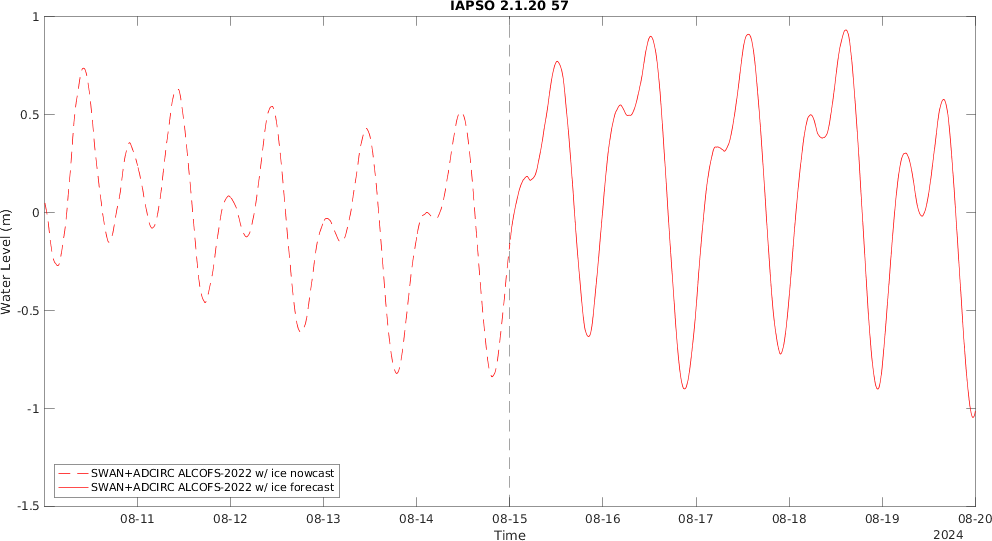 IAPSO 2.1.20 57
1
0.5
0
-0.5
-1
-1.5
Water Level (m)
SWAN+ADCIRC ALCOFS-2022 w/ ice nowcast
SWAN+ADCIRC ALCOFS-2022 w/ ice forecast
08-11 08-12 08-13 08-14 08-15 08-16 08-17 08-18 08-19 08-20
Time
2024